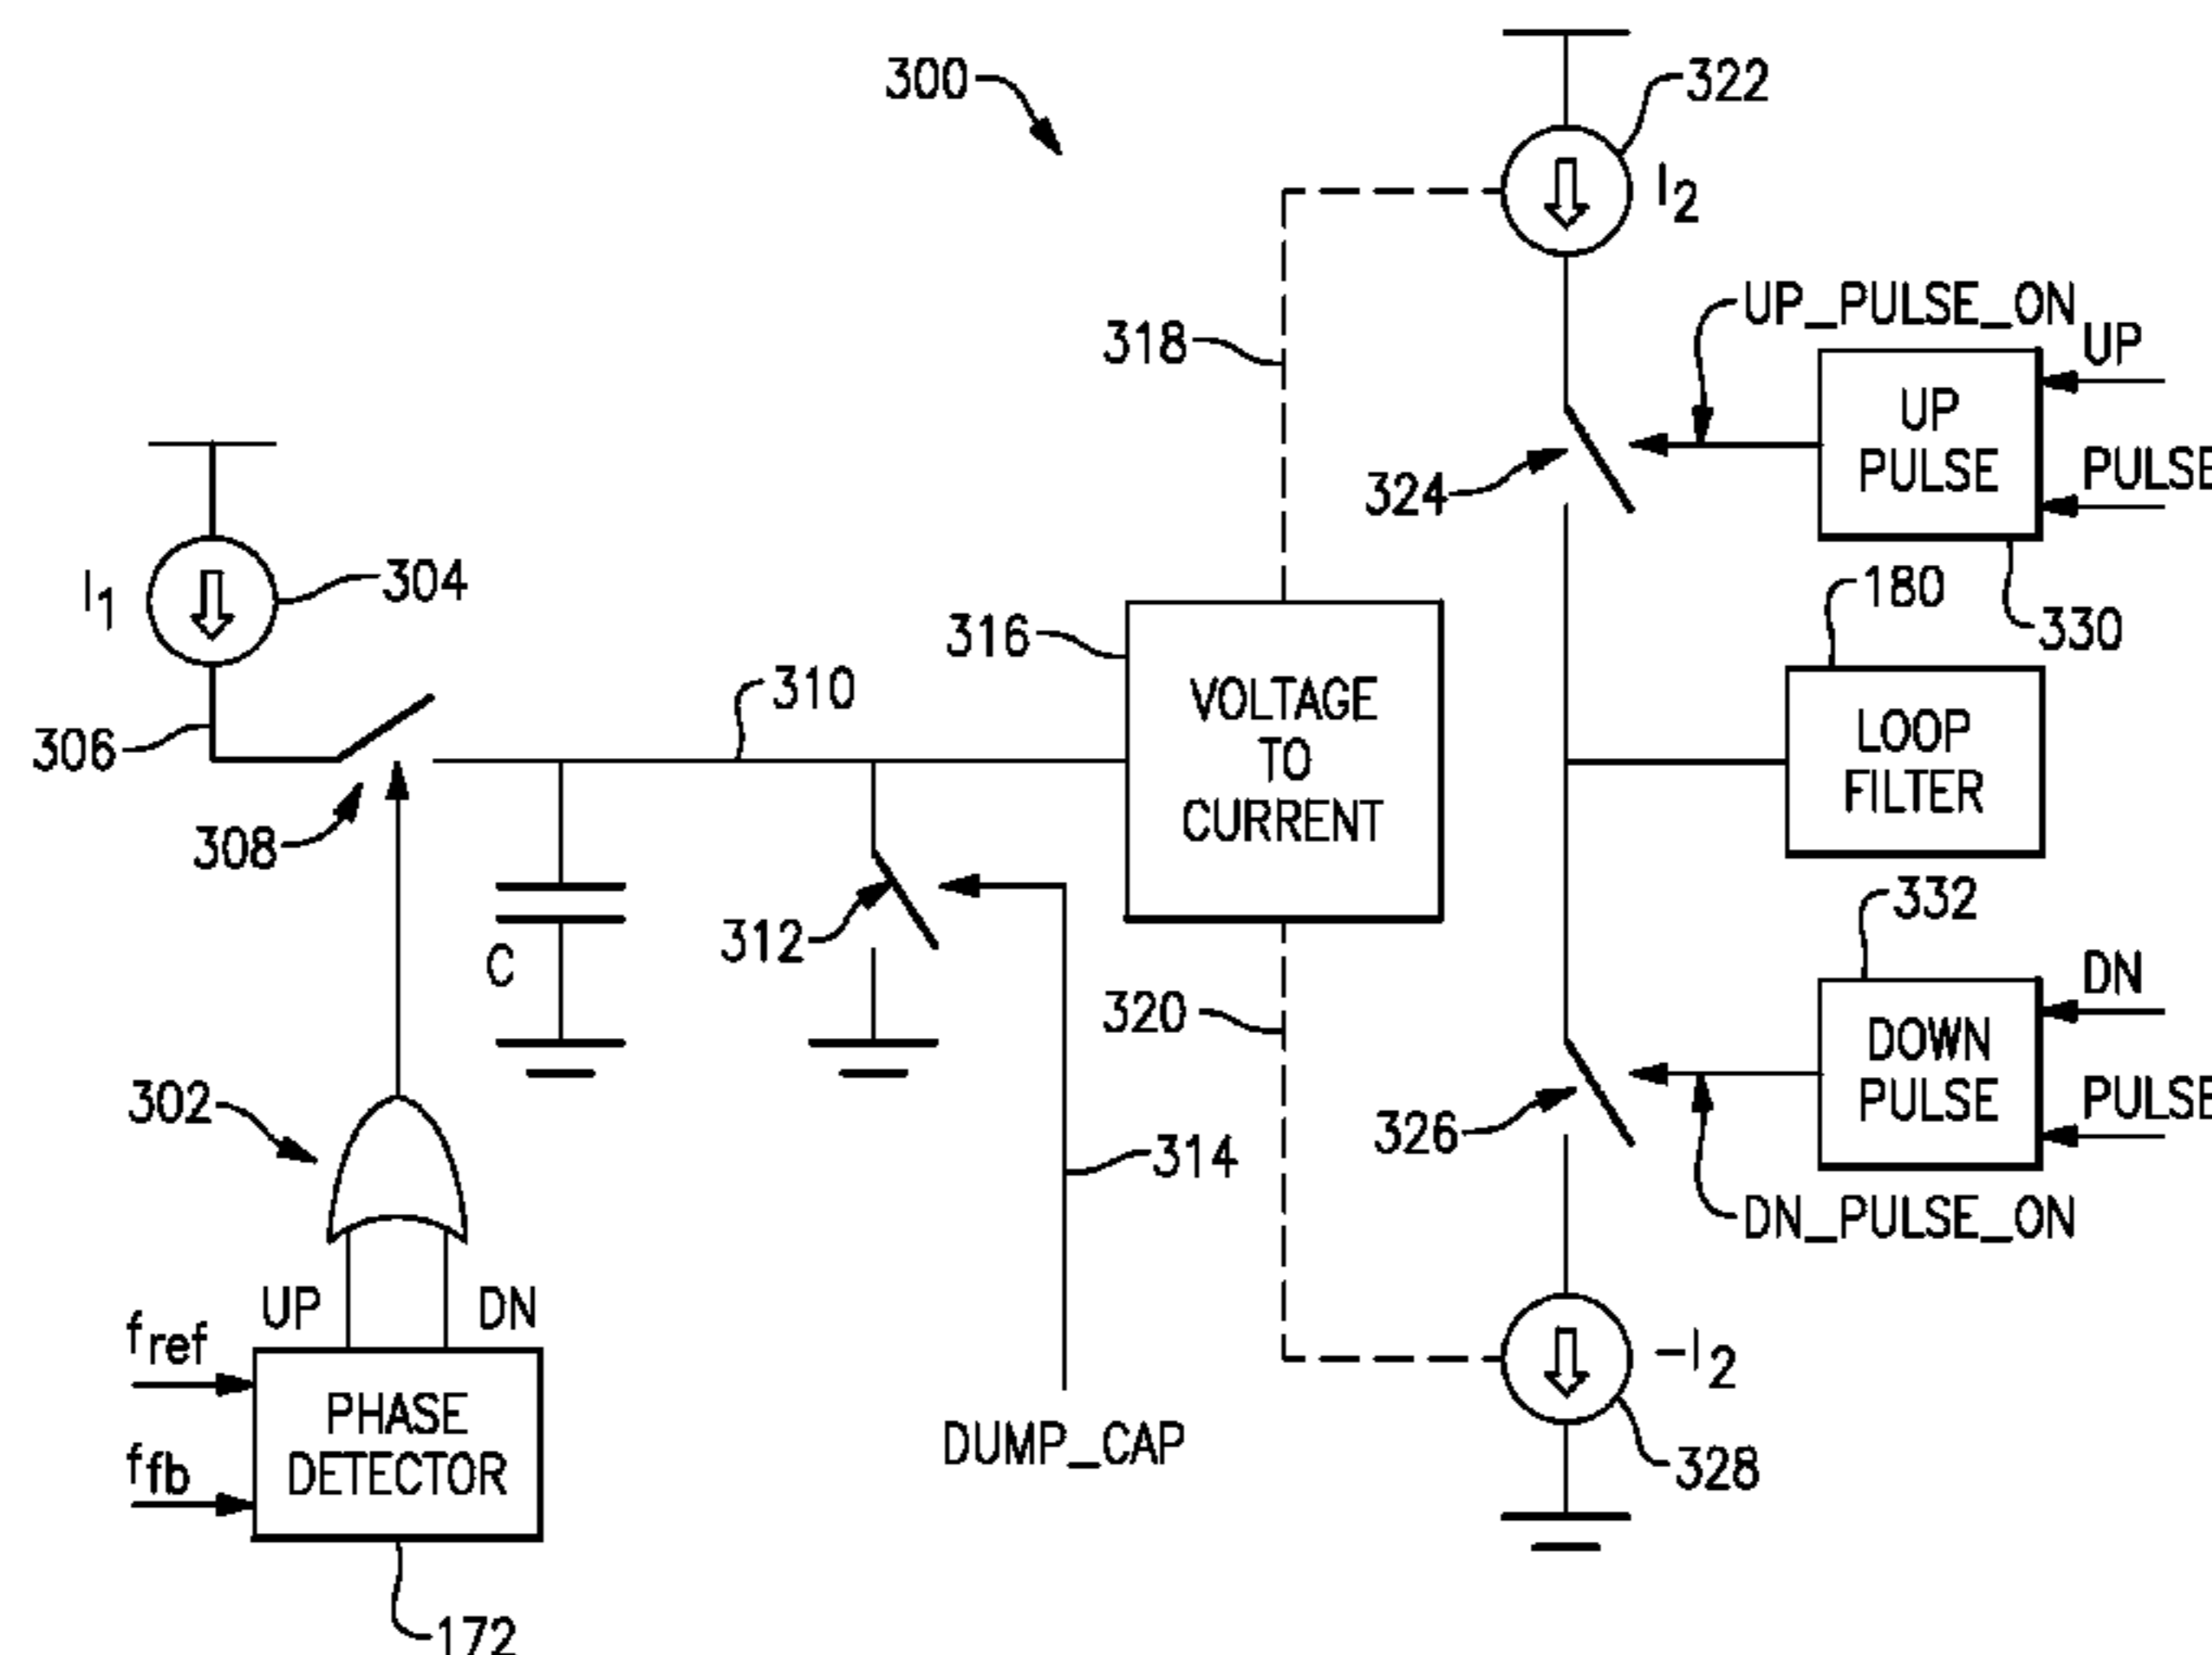 300
322
I2
318
UP_PULSE_ON
UP
UP
PULSE
PULSE
324
330
I1
304
316
180
306
310
VOLTAGE
TO
CURRENT
LOOP
FILTER
308
C
312
332
DN
DOWN
PULSE
PULSE
320
302
326
314
DN_PULSE_ON
UP
DN
fref
ffb
PHASE
DETECTOR
DUMP_CAP
-I2
328
172